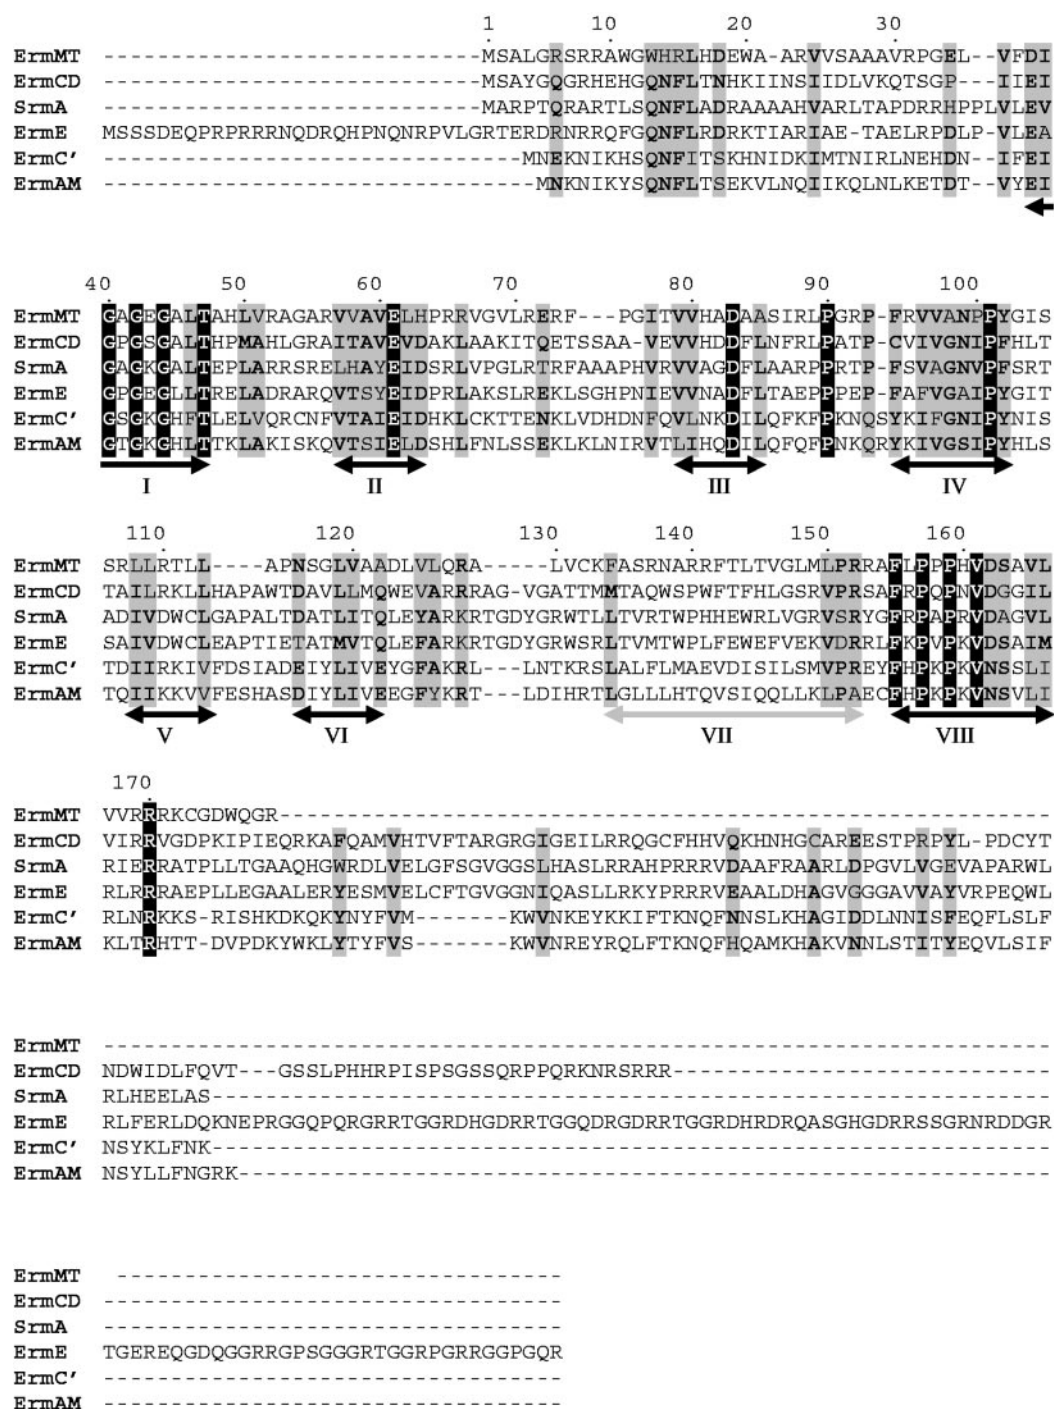 1 10 20 30
ErmMT -----------------------------MSALGRSRRAWGWHRLHDEWA-ARVVSAAAVRPGEL--VFDI
ErmCD -----------------------------MSAYGQGRHEHGQNFLTNHKIINSIIDLVKQTSGP---IIEI
SrmA -----------------------------MARPTQRARTLSQNFLADRAAAAHVARLTAPDRRHPPLVLEV
ErmE MSSSDEQPRPRRRNQDRQHPNQNRPVLGRTERDRNRRQFGQNFLRDRKTIARIAE-TAELRPDLP-VLEA
ErmC’ -------------------------------MNEKNIKHSQNFITSKHNIDKIMTNIRLNEHDN--IFEI
ErmAM --------------------------------MNKNIKYSQNFLTSEKVLNQIIKQLNLKETDT--VYEI
40 50 60 70 80 90 100
ErmMT GAGEGALTAHLVRAGARVVAVELHPRRVGVLRERF---PGITVVHADAASIRLPGRP-FRVVANPPYGIS
ErmCD GPGSGALTHPMAHLGRAITAVEVDAKLAAKITQETSSAA-VEVVHDDFLNFRLPATP-CVIVGNIPFHLT
SrmA GAGKGALTEPLARRSRELHAYEIDSRLVPGLRTRFAAAPHVRVVAGDFLAARPPRTP-FSVAGNVPFSRT
ErmE GPGEGLLTRELADRARQVTSYEIDPRLAKSLREKLSGHPNIEVVNADFLTAEPPPEP-FAFVGAIPYGIT
ErmC’ GSGKGHFTLELVQRCNFVTAIEIDHKLCKTTENKLVDHDNFQVLNKDILQFKFPKNQSYKIFGNIPYNIS
ErmAM GTGKGHLTTKLAKISKQVTSIELDSHLFNLSSEKLKLNIRVTLIHQDILQFQFPNKQRYKIVGSIPYHLS
I II III IV
110 120 130 140 150 160
ErmMT SRLLRTLL----APNSGLVAADLVLQRA-----LVCKFASRNARRFTLTVGLMLPRRAFLPPPHVDSAVL
ErmCD TAILRKLLHAPAWTDAVLLMQWEVARRRAG-VGATTMMTAQWSPWFTFHLGSRVPRSAFRPQPNVDGGIL
SrmA ADIVDWCLGAPALTDATLITQLEYARKRTGDYGRWTLLTVRTWPHHEWRLVGRVSRYGFRPAPRVDAGVL
ErmE SAIVDWCLEAPTIETATMVTQLEFARKRTGDYGRWSRLTVMTWPLFEWEFVEKVDRRLFKPVPKVDSAIM
ErmC’ TDIIRKIVFDSIADEIYLIVEYGFAKRL---LNTKRSLALFLMAEVDISILSMVPREYFHPKPKVNSSLI
ErmAM TQIIKKVVFESHASDIYLIVEEGFYKRT---LDIHRTLGLLLHTQVSIQQLLKLPAECFHPKPKVNSVLI
V VI VII VIII
170
ErmMT VVRRRKCGDWQGR---------------------------------------------------------
ErmCD VIRRVGDPKIPIEQRKAFQAMVHTVFTARGRGIGEILRRQGCFHHVQKHNHGCAREESTPRPYL-PDCYT
SrmA RIERRATPLLTGAAQHGWRDLVELGFSGVGGSLHASLRRAHPRRRVDAAFRAARLDPGVLVGEVAPARWL
ErmE RLRRRAEPLLEGAALERYESMVELCFTGVGGNIQASLLRKYPRRRVEAALDHAGVGGGAVVAYVRPEQWL
ErmC’ RLNRKKS-RISHKDKQKYNYFVM-------KWVNKEYKKIFTKNQFNNSLKHAGIDDLNNISFEQFLSLF
ErmAM KLTRHTT-DVPDKYWKLYTYFVS-------KWVNREYRQLFTKNQFHQAMKHAKVNNLSTITYEQVLSIF
ErmMT ----------------------------------------------------------------------
ErmCD NDWIDLFQVT---GSSLPHHRPISPSGSSQRPPQRKNRSRRR----------------------------
SrmA RLHEELAS--------------------------------------------------------------
ErmE RLFERLDQKNEPRGGQPQRGRRTGGRDHGDRRTGGQDRGDRRTGGRDHRDRQASGHGDRRSSGRNRDDGR
ErmC’ NSYKLFNK--------------------------------------------------------------
ErmAM NSYLLFNGRK------------------------------------------------------------
ErmMT ---------------------------------
ErmCD ----------------------------------
SrmA ----------------------------------
ErmE TGEREQGDQGGRRGPSGGGRTGGRPGRRGGPGQR
ErmC’ ----------------------------------
ErmAM ----------------------------------